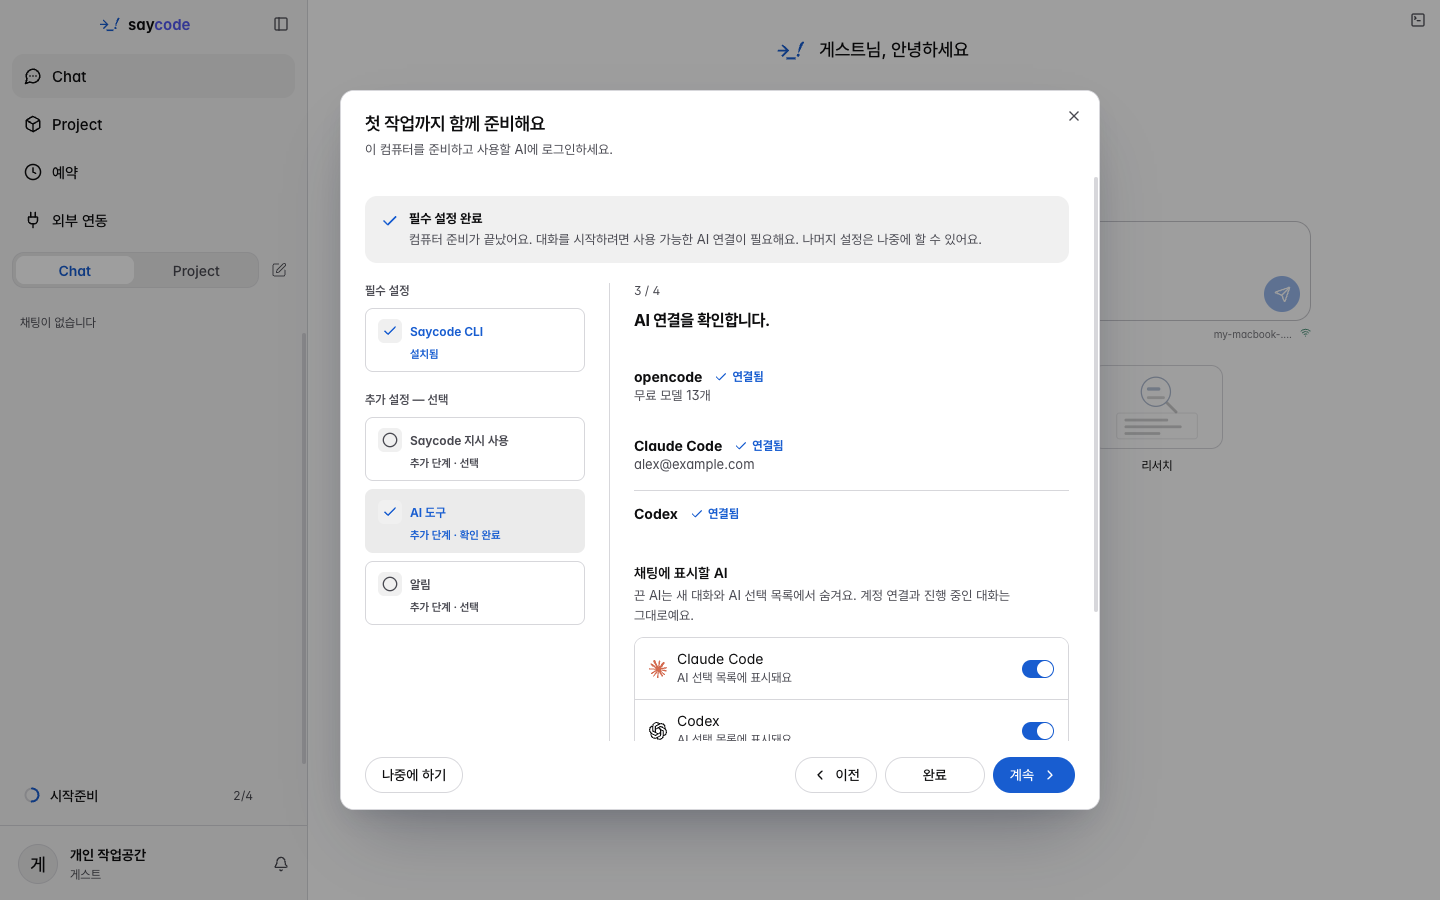 saycode
Chat
Project
예약
외부 연동
Chat
Project
채팅이 없습니다
시작준비
2/4
게
개인 작업공간
게스트
게스트님, 안녕하세요
my-macbook-....
리서치
첫 작업까지 함께 준비해요
이 컴퓨터를 준비하고 사용할 AI에 로그인하세요.
필수 설정 완료
컴퓨터 준비가 끝났어요. 대화를 시작하려면 사용 가능한 AI 연결이 필요해요. 나머지 설정은 나중에 할 수 있어요.
필수 설정
Saycode CLI
설치됨
추가 설정 — 선택
Saycode 지시 사용
추가 단계 · 선택
AI 도구
추가 단계 · 확인 완료
알림
추가 단계 · 선택
3 / 4
AI 연결을 확인합니다.
opencode
연결됨
무료 모델 13개
Claude Code
연결됨
alex@example.com
Codex
연결됨
채팅에 표시할 AI
끈 AI는 새 대화와 AI 선택 목록에서 숨겨요. 계정 연결과 진행 중인 대화는
그대로예요.
Claude Code
AI 선택 목록에 표시돼요
Codex
AI 선택 목록에 표시돼요
나중에 하기
이전
완료
계속